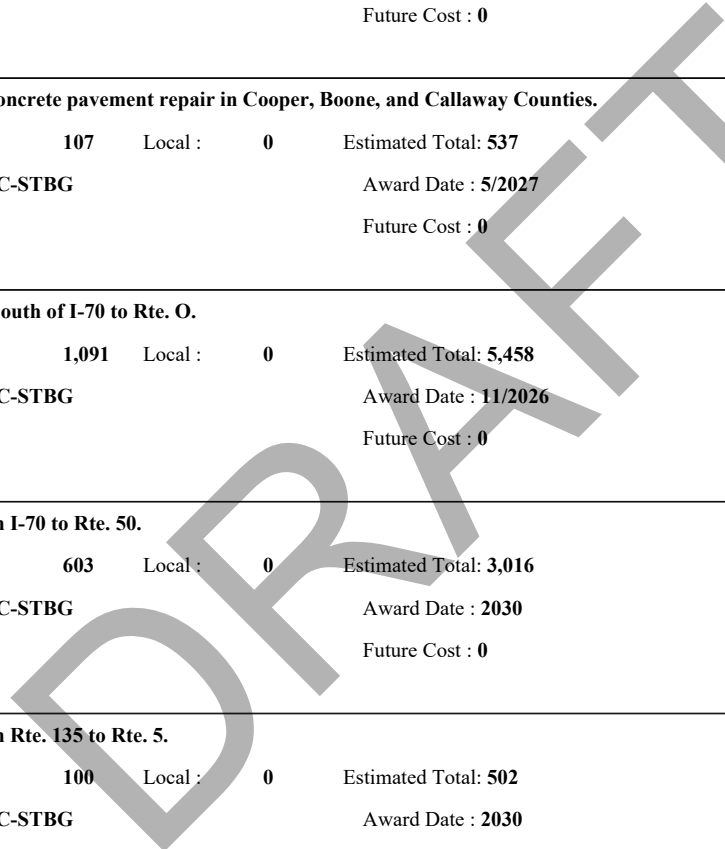 Future Cost : 0
oncrete pavement repair in Cooper, Boone, and Callaway Counties.
107 Local : 0 Estimated Total: 537
C-STBG Award Date : 5/2027
Future Cost : 0
outh of I-70 to Rte. O.
1,091 Local : 0 Estimated Total: 5,458
C-STBG Award Date : 11/2026
Future Cost : 0
n I-70 to Rte. 50.
603 Local : 0 Estimated Total: 3,016
C-STBG Award Date : 2030
Future Cost : 0
n Rte. 135 to Rte. 5.
100 Local : 0 Estimated Total: 502
C-STBG Award Date : 2030
DRAFT